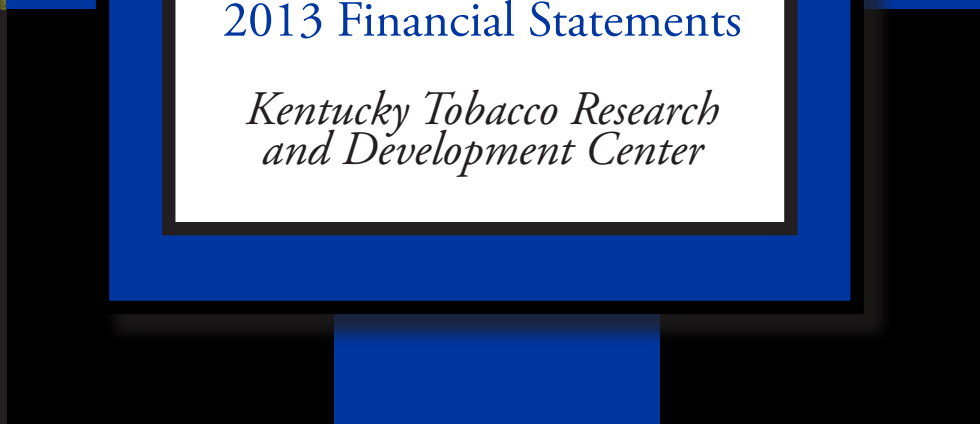 2013 Financial Statements
Kentucky Tobacco Research
and Development Center